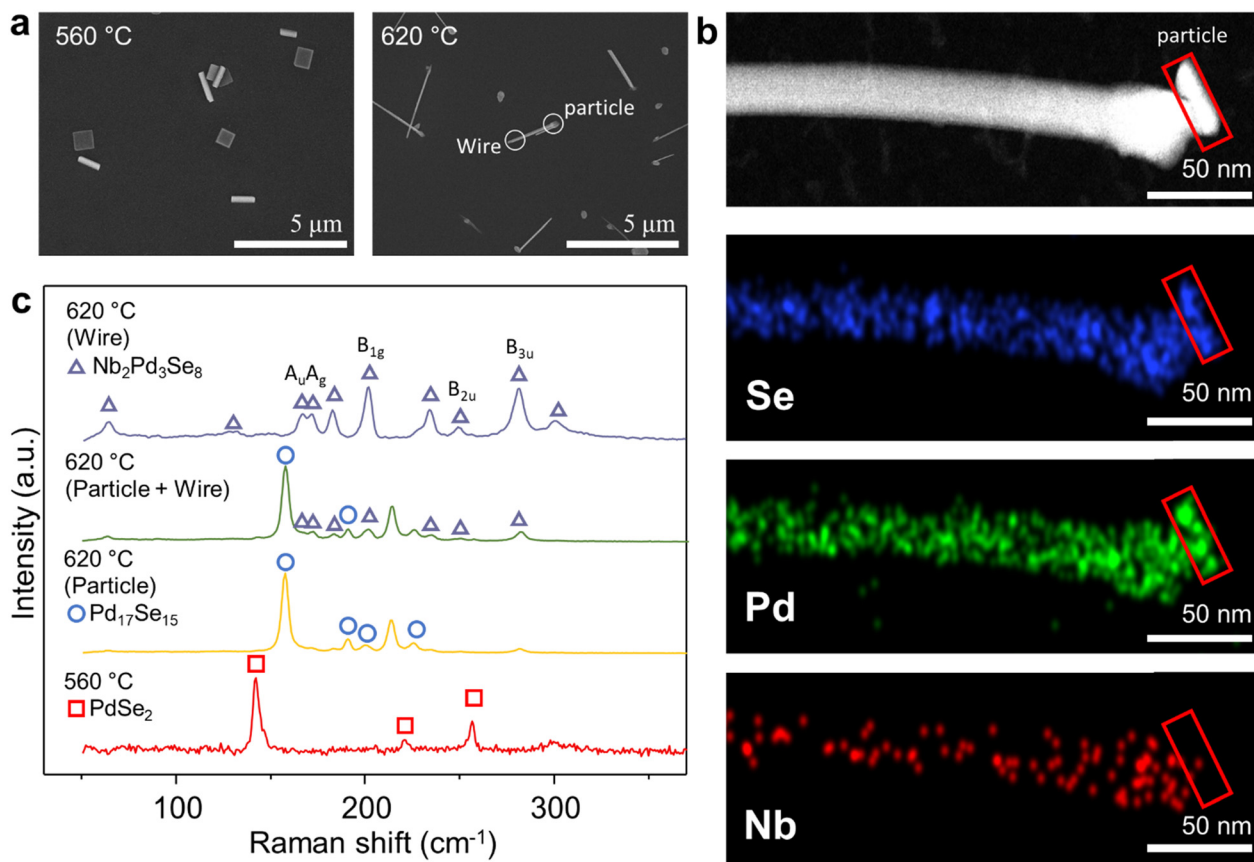 a
560 °C
5 μm
620 °C
Wire
particle
5 μm
b
particle
50 nm
Se
50 nm
Pd
50 nm
Nb
50 nm
c
620 °C
(Wire)
Nb₂Pd₃Se₈
AᵤA_g
B₁g
B₂ᵤ
B₃ᵤ
620 °C
(Particle + Wire)
620 °C
(Particle)
Pd₁₇Se₁₅
560 °C
PdSe₂
Intensity (a.u.)
100 200 300
Raman shift (cm⁻¹)